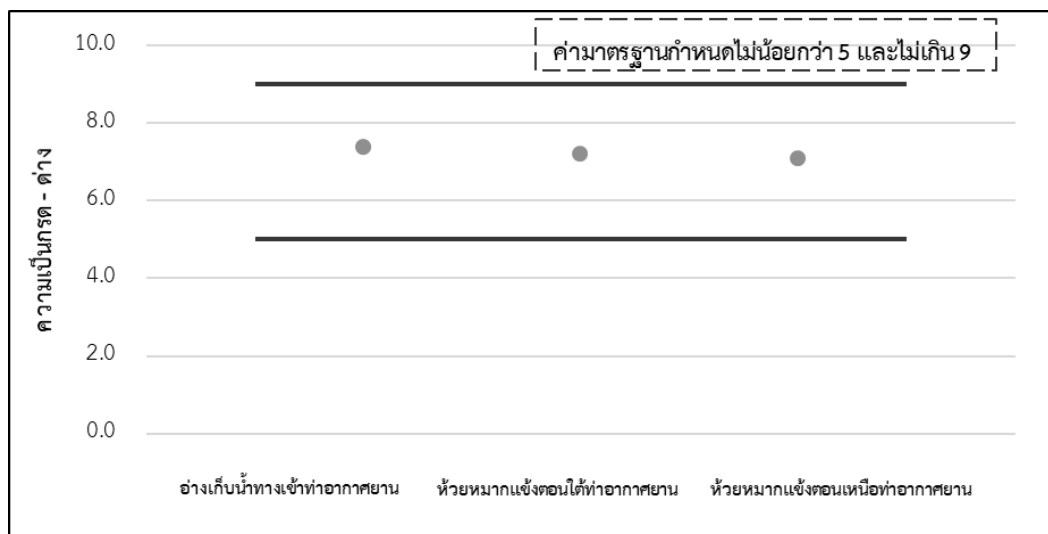 ค่ามาตรฐานกำหนดไม่น้อยกว่า 5 และไม่เกิน 9
ความเป็นกรด - ด่าง
10.0
8.0
6.0
4.0
2.0
0.0
อ่างเก็บน้ำทางเข้าท่าอากาศยาน
ห้วยหมากแข้งตอนใต้ท่าอากาศยาน
ห้วยหมากแข้งตอนเหนือท่าอากาศยาน